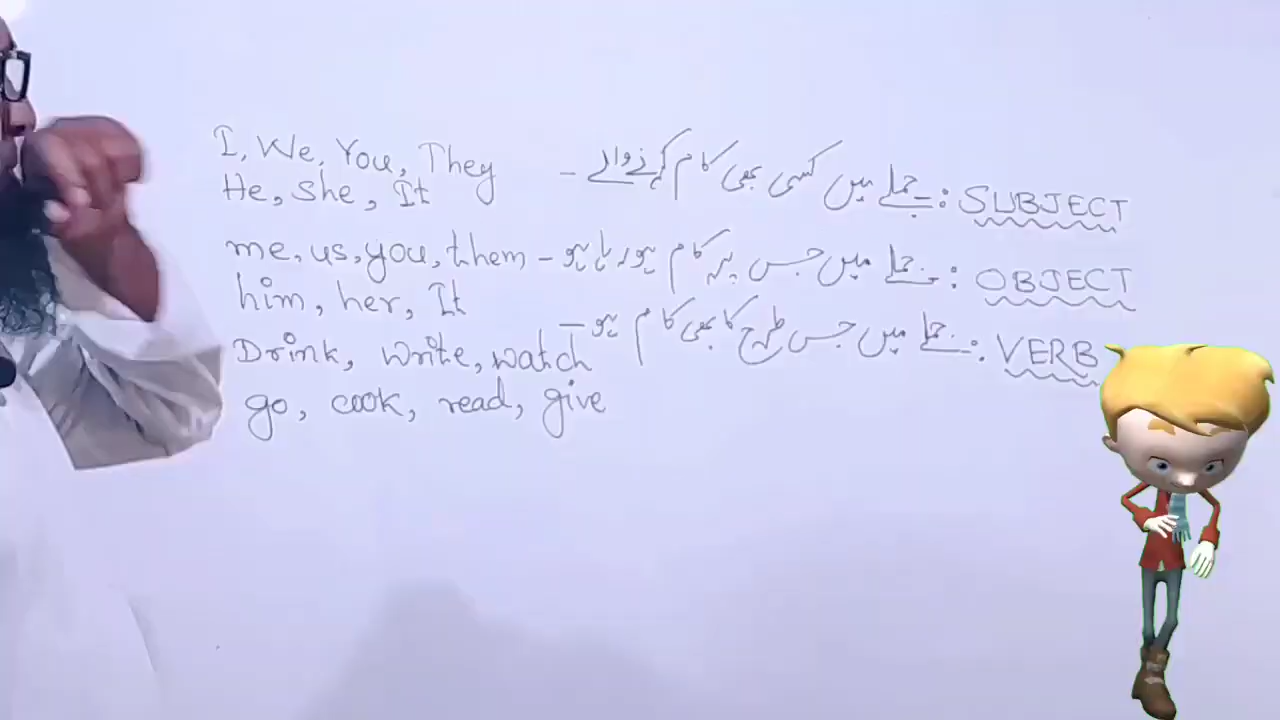 SUBJECT : جملے میں کسی بھی کام کرنے والے –
I, We, You, They
He, She, It
OBJECT : جملے میں جس پر کام ہو رہا ہو –
me, us, you, them
him, her, It
VERB : جملے میں جس طرح کا بھی کام ہو –
Drink, write, watch
go, cook, read, give